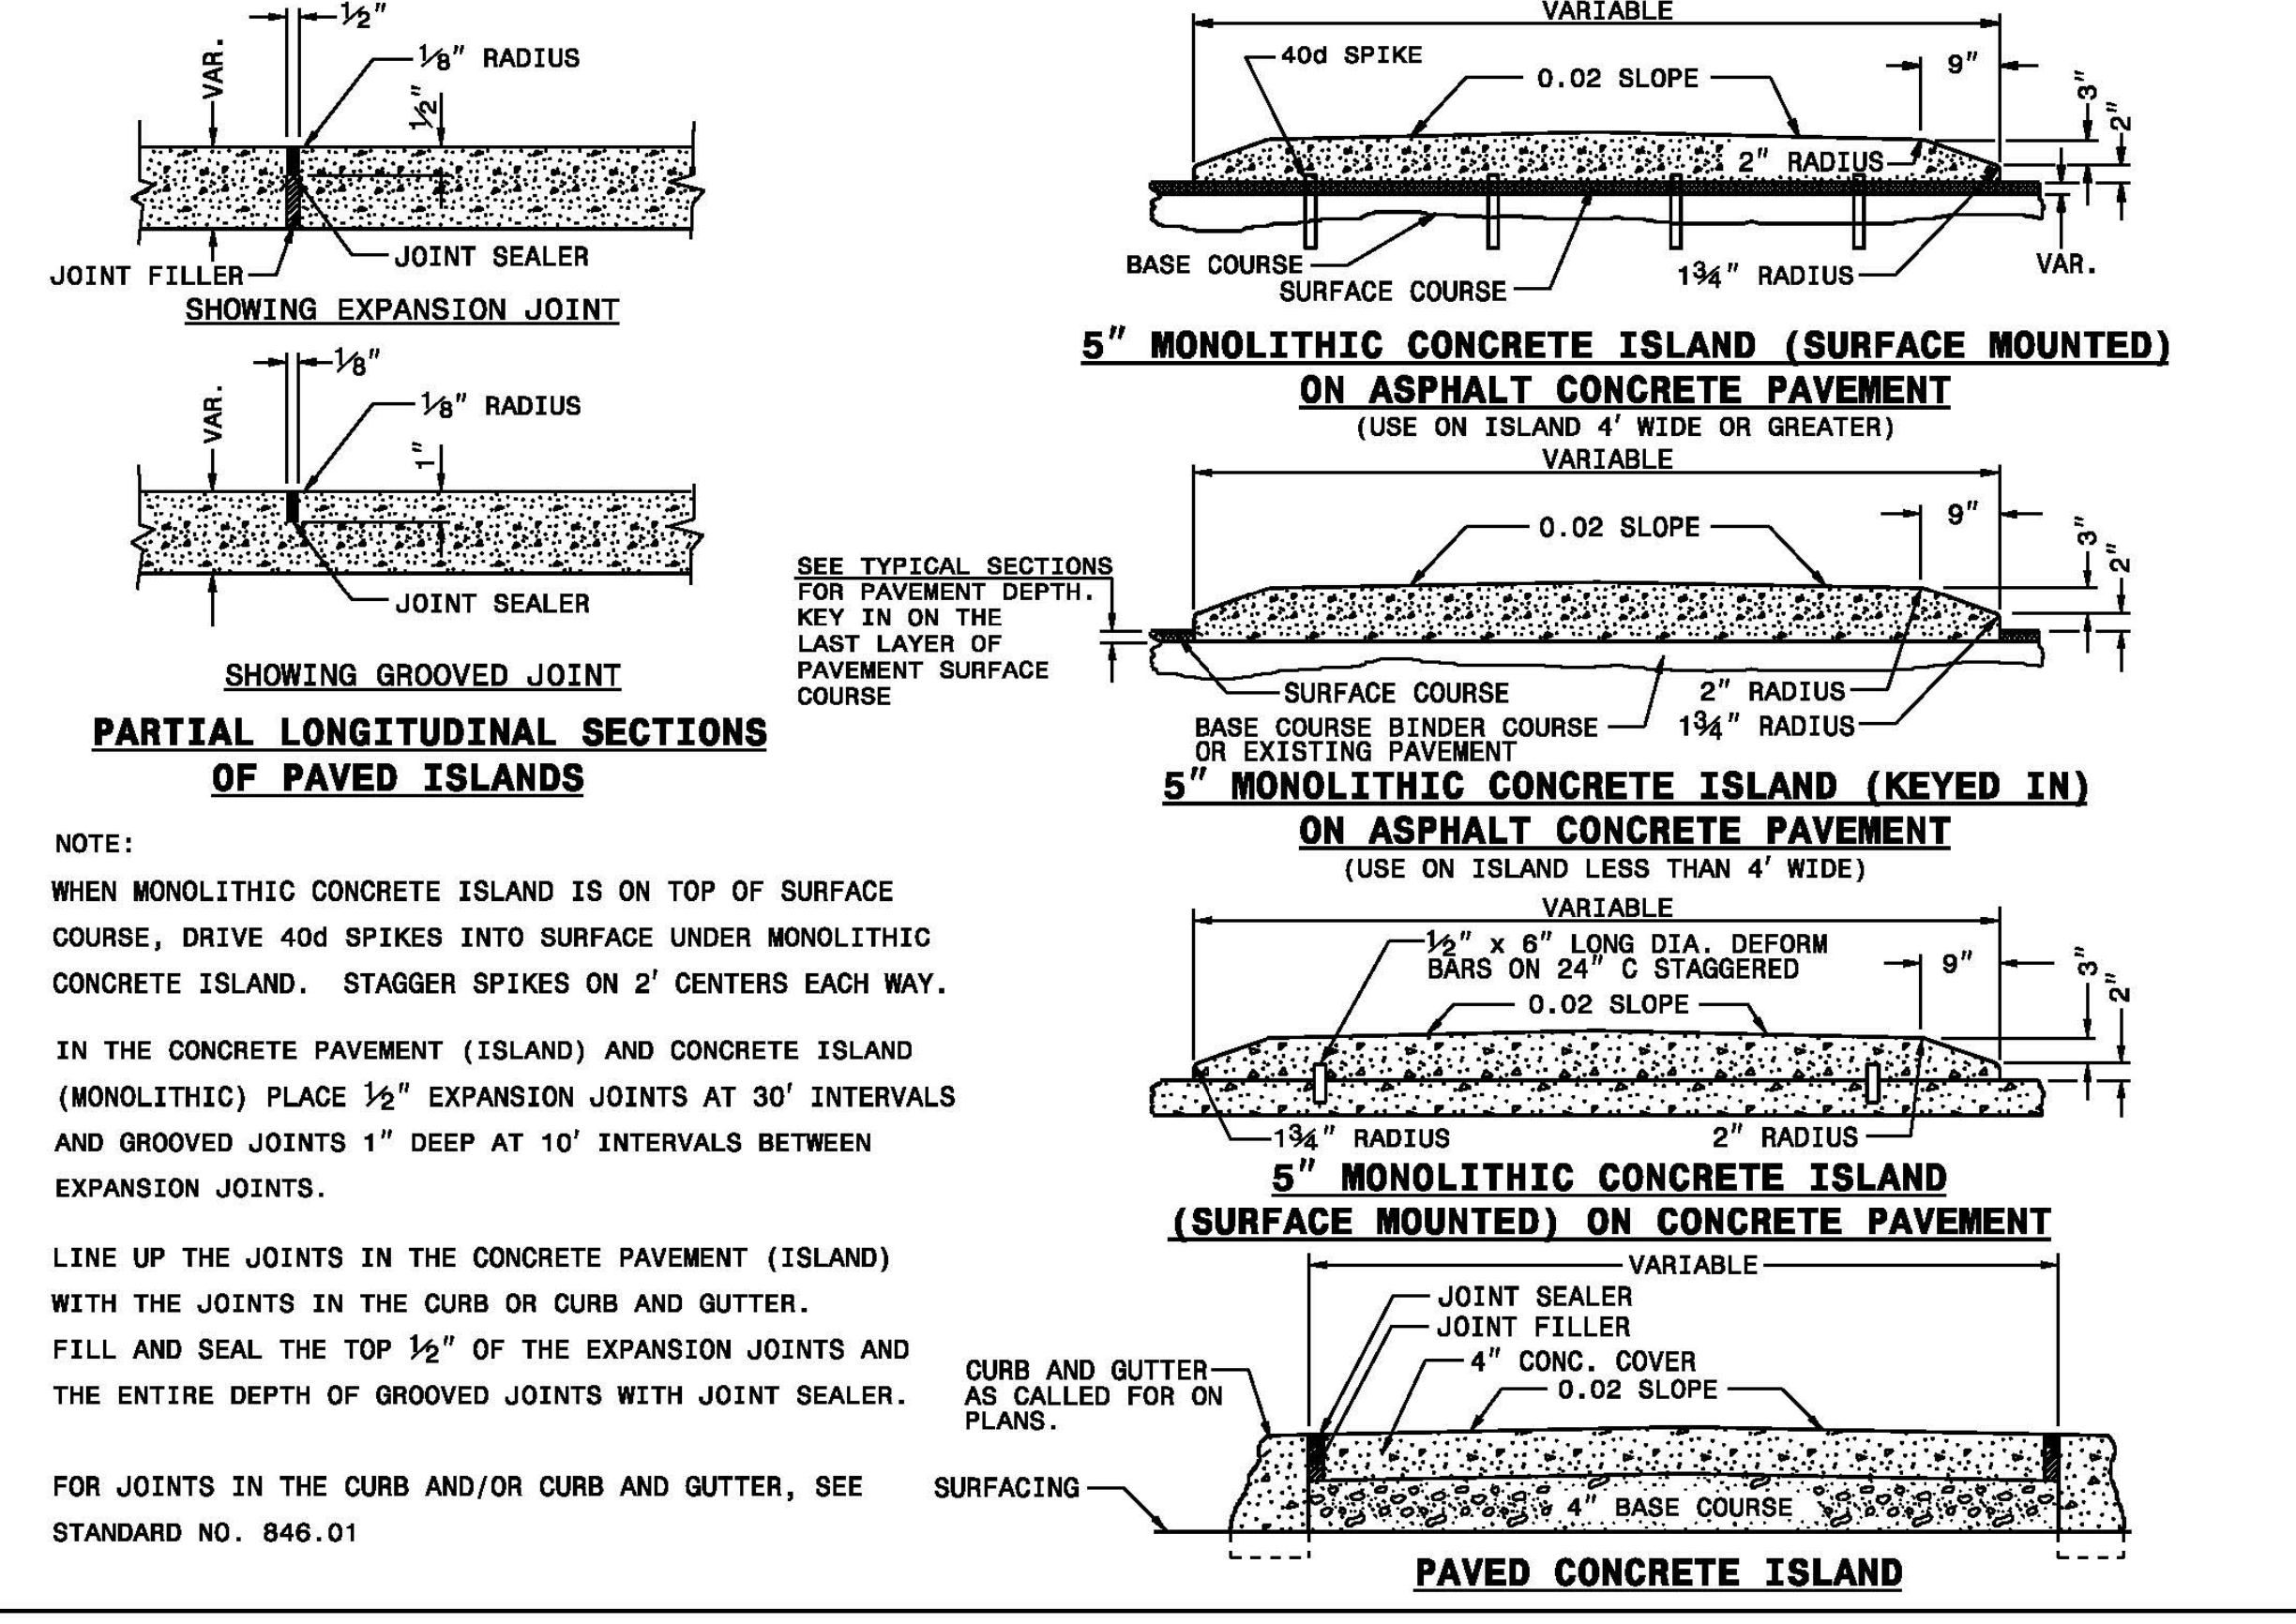 ½"
VAR.
⅛" RADIUS
½"
JOINT SEALER
JOINT FILLER
SHOWING EXPANSION JOINT
⅛"
VAR.
⅛" RADIUS
1"
JOINT SEALER
SHOWING GROOVED JOINT
PARTIAL LONGITUDINAL SECTIONS
OF PAVED ISLANDS
NOTE:
WHEN MONOLITHIC CONCRETE ISLAND IS ON TOP OF SURFACE
COURSE, DRIVE 40d SPIKES INTO SURFACE UNDER MONOLITHIC
CONCRETE ISLAND. STAGGER SPIKES ON 2' CENTERS EACH WAY.
IN THE CONCRETE PAVEMENT (ISLAND) AND CONCRETE ISLAND
(MONOLITHIC) PLACE ½" EXPANSION JOINTS AT 30' INTERVALS
AND GROOVED JOINTS 1" DEEP AT 10' INTERVALS BETWEEN
EXPANSION JOINTS.
LINE UP THE JOINTS IN THE CONCRETE PAVEMENT (ISLAND)
WITH THE JOINTS IN THE CURB OR CURB AND GUTTER.
FILL AND SEAL THE TOP ½" OF THE EXPANSION JOINTS AND
THE ENTIRE DEPTH OF GROOVED JOINTS WITH JOINT SEALER.
FOR JOINTS IN THE CURB AND/OR CURB AND GUTTER, SEE
STANDARD NO. 846.01
VARIABLE
40d SPIKE
0.02 SLOPE
9"
3"
2"
2" RADIUS
BASE COURSE
SURFACE COURSE
1¾" RADIUS
VAR.
5" MONOLITHIC CONCRETE ISLAND (SURFACE MOUNTED)
ON ASPHALT CONCRETE PAVEMENT
(USE ON ISLAND 4' WIDE OR GREATER)
VARIABLE
0.02 SLOPE
9"
3"
2"
SEE TYPICAL SECTIONS
FOR PAVEMENT DEPTH.
KEY IN ON THE
LAST LAYER OF
PAVEMENT SURFACE
COURSE
SURFACE COURSE
2" RADIUS
BASE COURSE BINDER COURSE
OR EXISTING PAVEMENT
1¾" RADIUS
5" MONOLITHIC CONCRETE ISLAND (KEYED IN)
ON ASPHALT CONCRETE PAVEMENT
(USE ON ISLAND LESS THAN 4' WIDE)
VARIABLE
½" x 6" LONG DIA. DEFORM
BARS ON 24" C STAGGERED
0.02 SLOPE
9"
3"
2"
1¾" RADIUS
2" RADIUS
5" MONOLITHIC CONCRETE ISLAND
(SURFACE MOUNTED) ON CONCRETE PAVEMENT
VARIABLE
JOINT SEALER
JOINT FILLER
4" CONC. COVER
0.02 SLOPE
CURB AND GUTTER
AS CALLED FOR ON
PLANS.
SURFACING
4" BASE COURSE
PAVED CONCRETE ISLAND